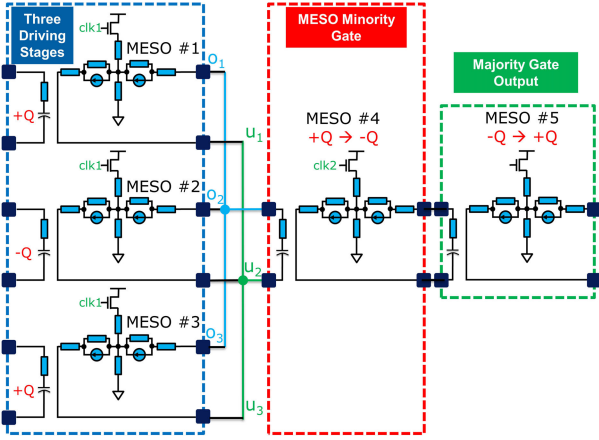 Three
Driving
Stages
clk1
MESO #1
+Q
o1
u1
clk1
MESO #2
-Q
o2
u2
clk1
MESO #3
+Q
o3
u3
MESO Minority
Gate
MESO #4
+Q → -Q
clk2
Majority Gate
Output
MESO #5
-Q → +Q